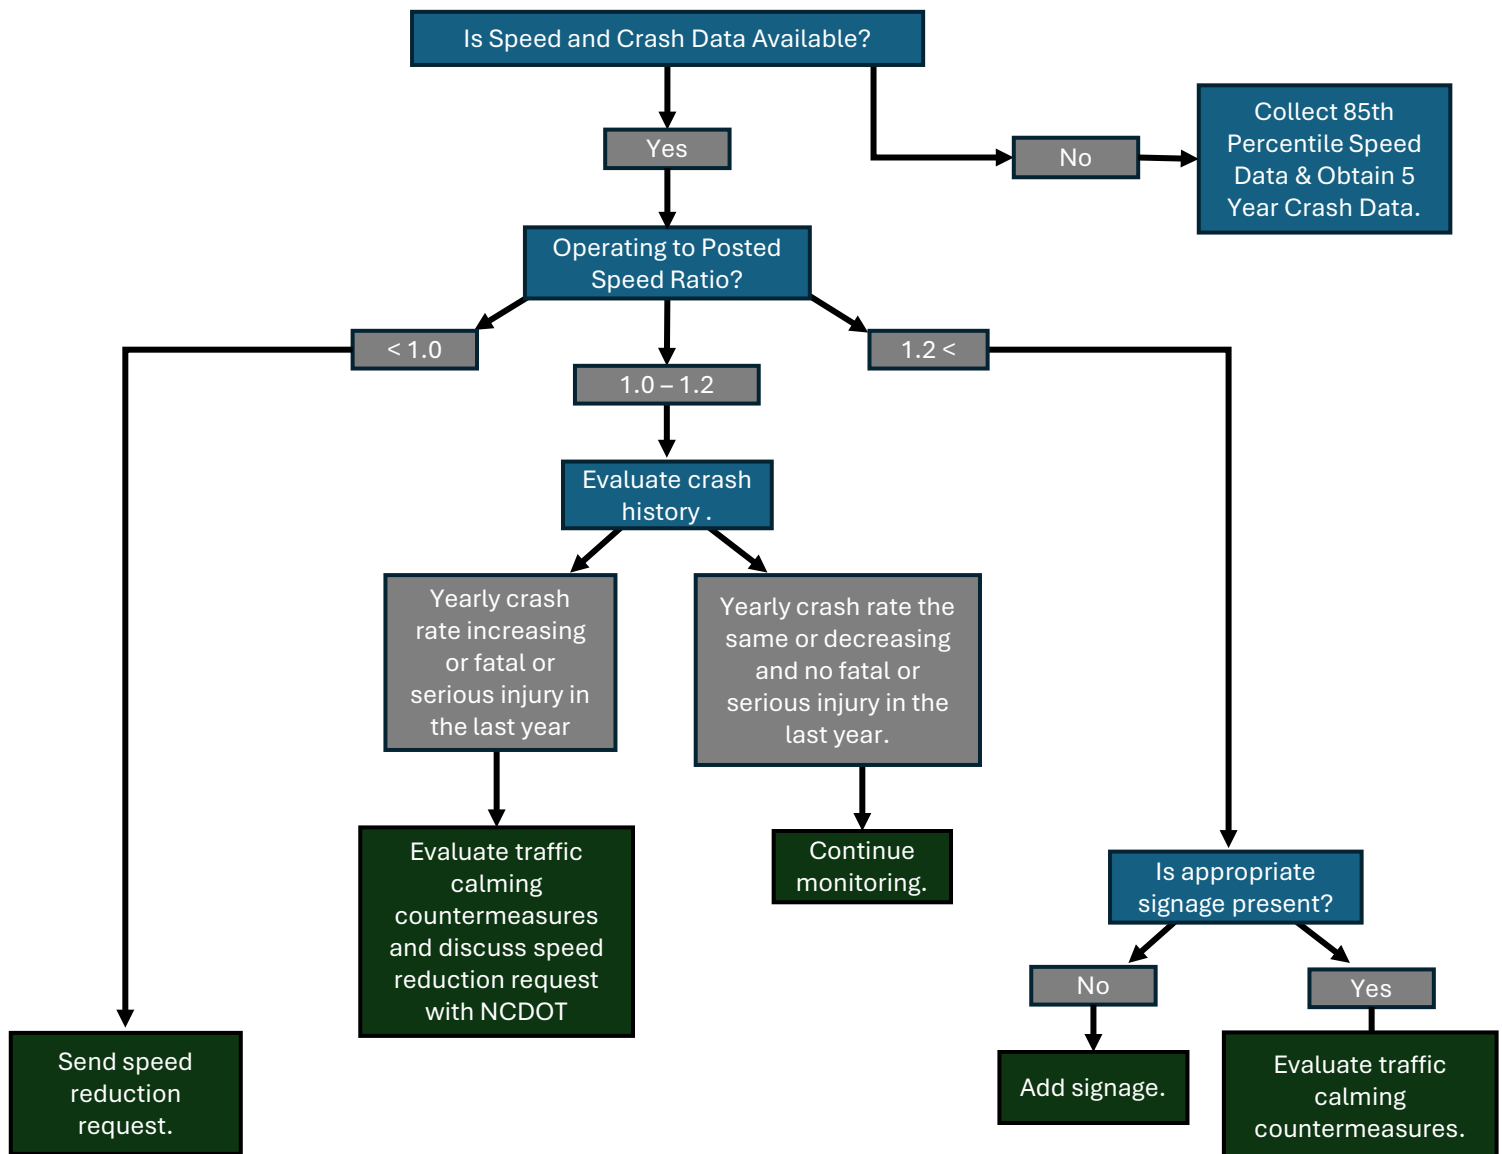 Is Speed and Crash Data Available?
Yes
No
Collect 85th
Percentile Speed
Data & Obtain 5
Year Crash Data.
Operating to Posted
Speed Ratio?
< 1.0
1.0 – 1.2
1.2 <
Evaluate crash
history .
Yearly crash
rate increasing
or fatal or
serious injury in
the last year
Yearly crash rate the
same or decreasing
and no fatal or
serious injury in the
last year.
Evaluate traffic
calming
countermeasures
and discuss speed
reduction request
with NCDOT
Continue
monitoring.
Is appropriate
signage present?
No
Yes
Send speed
reduction
request.
Add signage.
Evaluate traffic
calming
countermeasures.